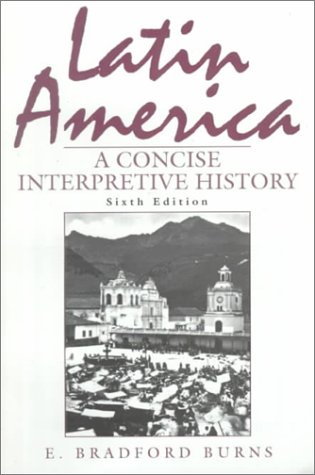 Latin
America
A CONCISE
INTERPRETIVE HISTORY
Sixth Edition
E. BRADFORD BURNS